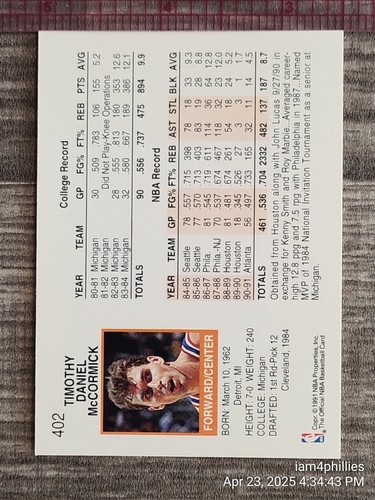 402
TIMOTHY
DANIEL
McCORMICK
FORWARD/CENTER
BORN: March 10, 1962
Detroit, MI
HEIGHT: 7-0 WEIGHT: 240
COLLEGE: Michigan
DRAFTED: 1st Rd-Pick 12
Cleveland, 1984
Copr. © 1991 NBA Properties, Inc.
® The Official NBA Basketball Card
College Record
YEAR TEAM GP FG% FT% REB PTS AVG
80-81 Michigan 30 .509 .783 106 155 5.2
81-82 Michigan Did Not Play-Knee Operations
82-83 Michigan 28 .555 .813 180 353 12.6
83-84 Michigan 32 .580 .667 189 386 12.1
TOTALS 90 .556 .737 475 894 9.9
NBA Record
YEAR TEAM GP FG% FT% REB AST STL BLK AVG
84-85 Seattle 78 .557 .715 398 78 18 33 9.3
85-86 Seattle 77 .570 .713 403 83 19 28 8.8
86-87 Phila. 81 .545 .719 611 114 36 64 12.8
87-88 Phila.-NJ 70 .537 .674 467 118 32 23 12.0
88-89 Houston 81 .481 .674 261 54 18 24 5.2
89-90 Houston 18 .345 .526 27 3 3 1 1.7
90-91 Atlanta 56 .497 .733 165 32 11 14 4.5
TOTALS 461 .536 .704 2332 482 137 187 8.7
Obtained from Houston along with John Lucas 9/27/90 in
exchange for Kenny Smith and Roy Marble...Averaged career-
high 12.8 ppg and 7.5 rpg with Philadelphia in 1987...Named
MVP of 1984 National Invitation Tournament as a senior at
Michigan.
iam4phillies
Apr 23, 2025 4:34:43 PM